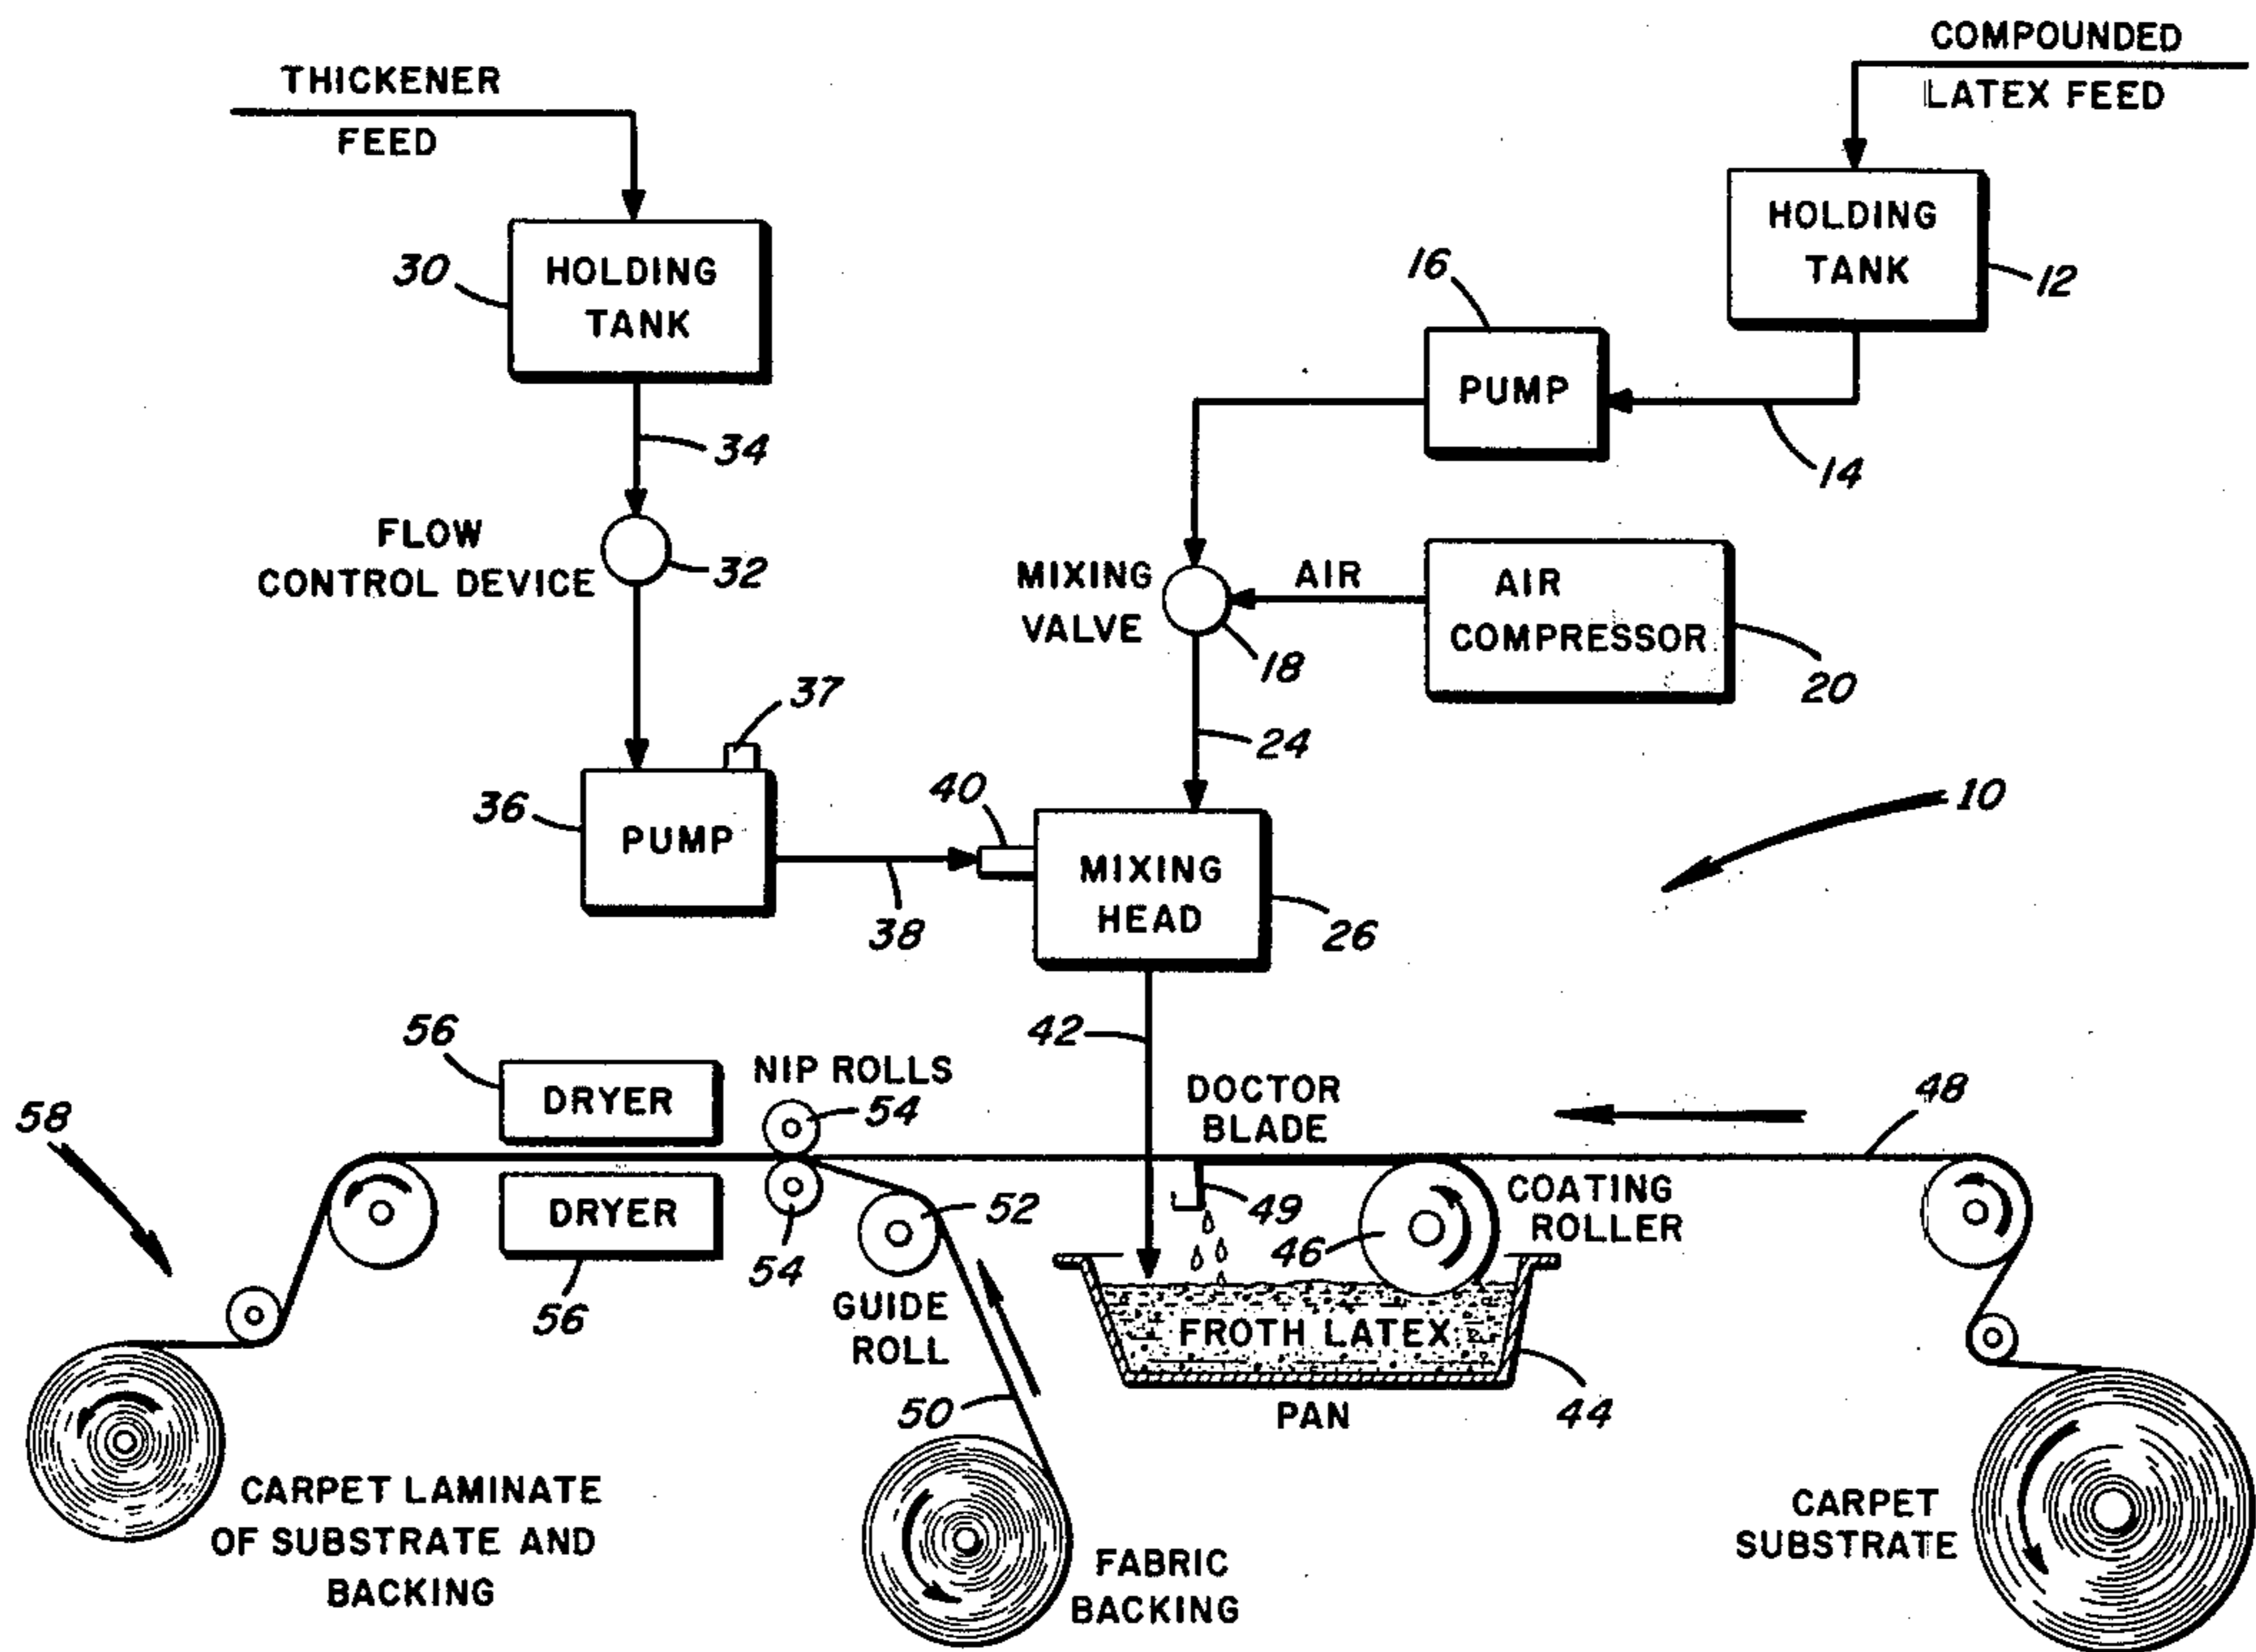 COMPOUNDED
LATEX FEED
THICKENER
FEED
HOLDING
TANK
12
16
PUMP
14
30
HOLDING
TANK
34
FLOW
CONTROL DEVICE
32
MIXING
VALVE
AIR
18
AIR
COMPRESSOR
20
24
37
36
PUMP
38
40
MIXING
HEAD
26
10
42
56
DRYER
NIP ROLLS
54
DOCTOR
BLADE
48
58
DRYER
56
54
52
GUIDE
ROLL
49
46
COATING
ROLLER
FROTH LATEX
PAN
44
50
CARPET LAMINATE
OF SUBSTRATE AND
BACKING
FABRIC
BACKING
CARPET
SUBSTRATE